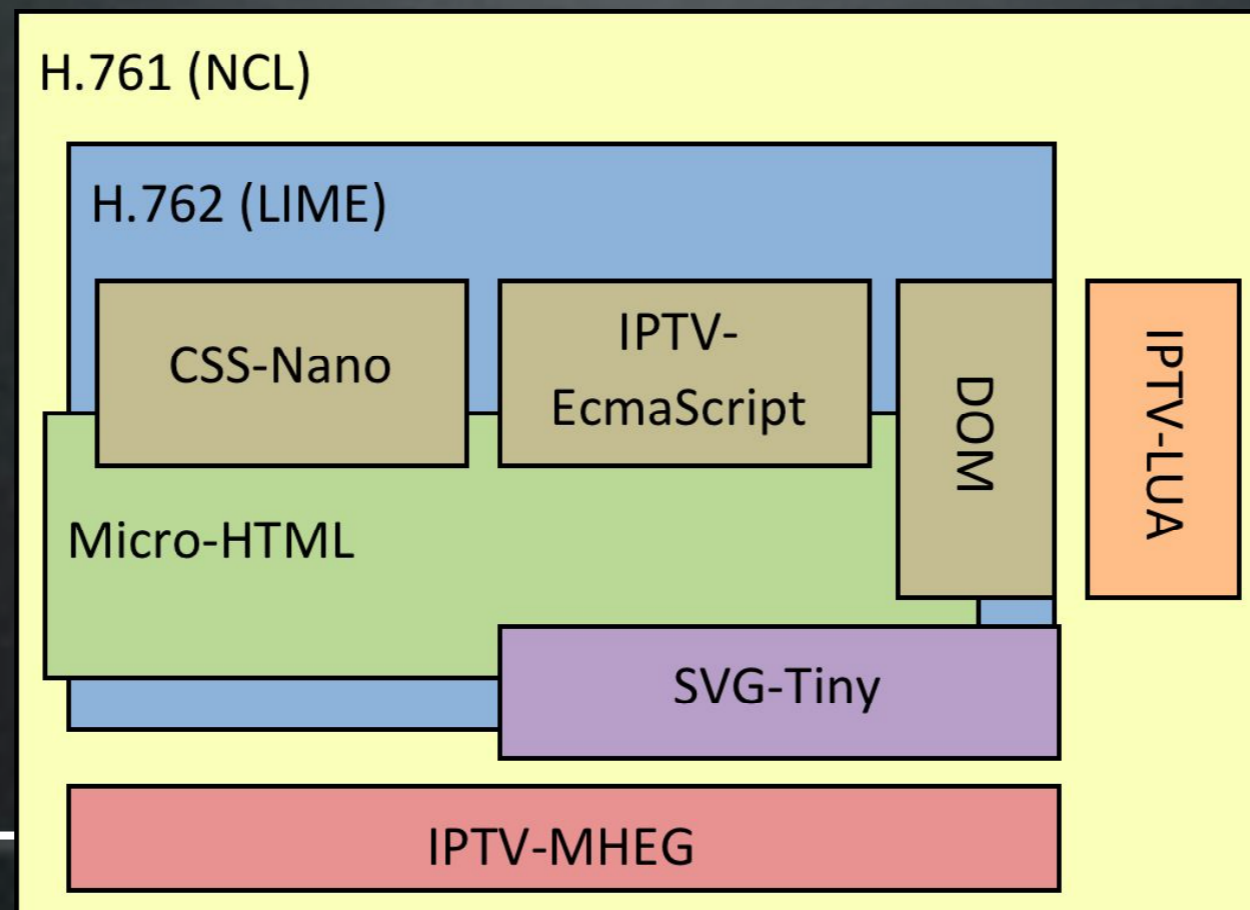 H.761 (NCL)
H.762 (LIME)
CSS-Nano
IPTV-
EcmaScript
DOM
IPTV-LUA
Micro-HTML
SVG-Tiny
IPTV-MHEG